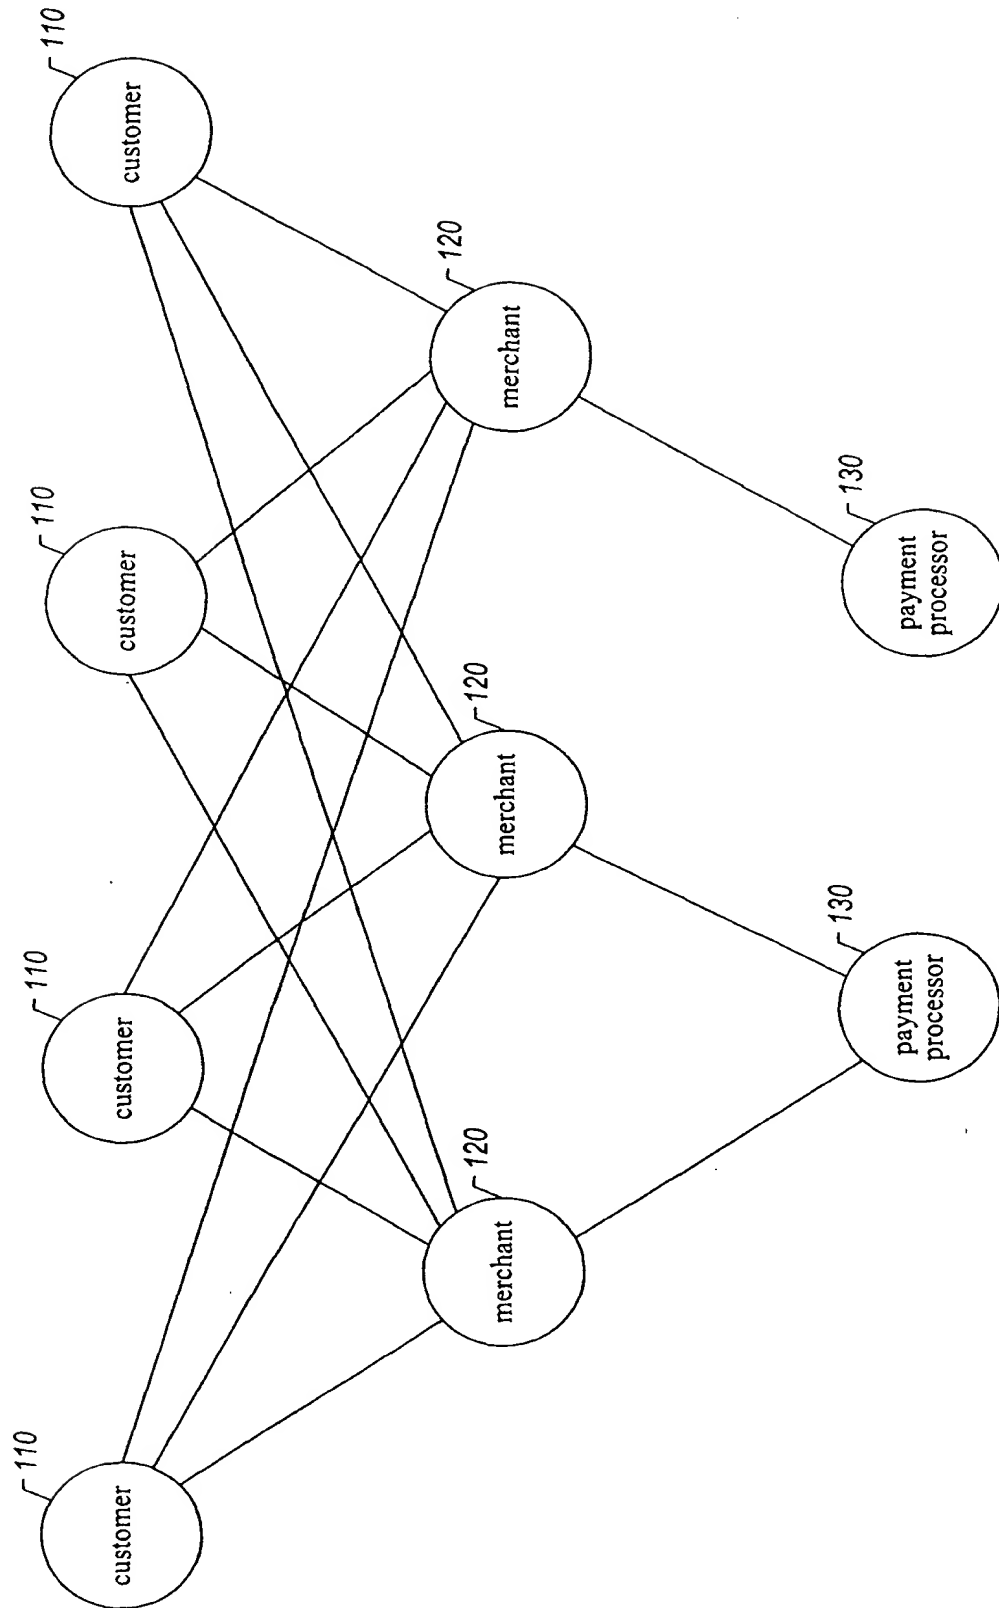 110
customer
110
customer
110
customer
110
customer
120
merchant
120
merchant
120
merchant
130
payment
processor
130
payment
processor